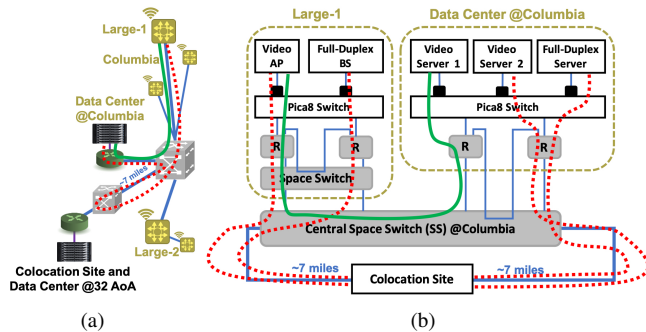 Large-1
Columbia
Data Center
@Columbia
~7 miles
Large-2
Colocation Site and
Data Center @32 AoA
(a)
Large-1
Data Center @Columbia
Video
AP
Full-Duplex
BS
Video
Server 1
Video
Server 2
Full-Duplex
Server
Pica8 Switch
Pica8 Switch
R
R
R
R
Space Switch
Central Space Switch (SS) @Columbia
~7 miles
Colocation Site
~7 miles
(b)